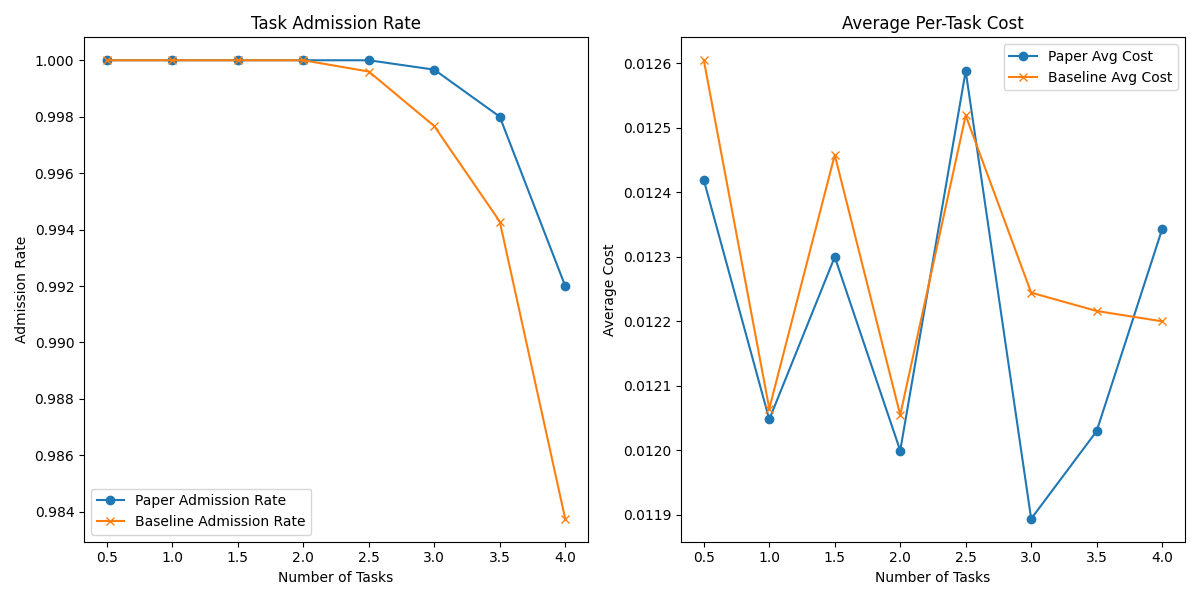 Task Admission Rate
Admission Rate
1.000
0.998
0.996
0.994
0.992
0.990
0.988
0.986
0.984
Paper Admission Rate
Baseline Admission Rate
0.5 1.0 1.5 2.0 2.5 3.0 3.5 4.0
Number of Tasks
Average Per-Task Cost
Average Cost
0.0126
0.0125
0.0124
0.0123
0.0122
0.0121
0.0120
0.0119
Paper Avg Cost
Baseline Avg Cost
0.5 1.0 1.5 2.0 2.5 3.0 3.5 4.0
Number of Tasks